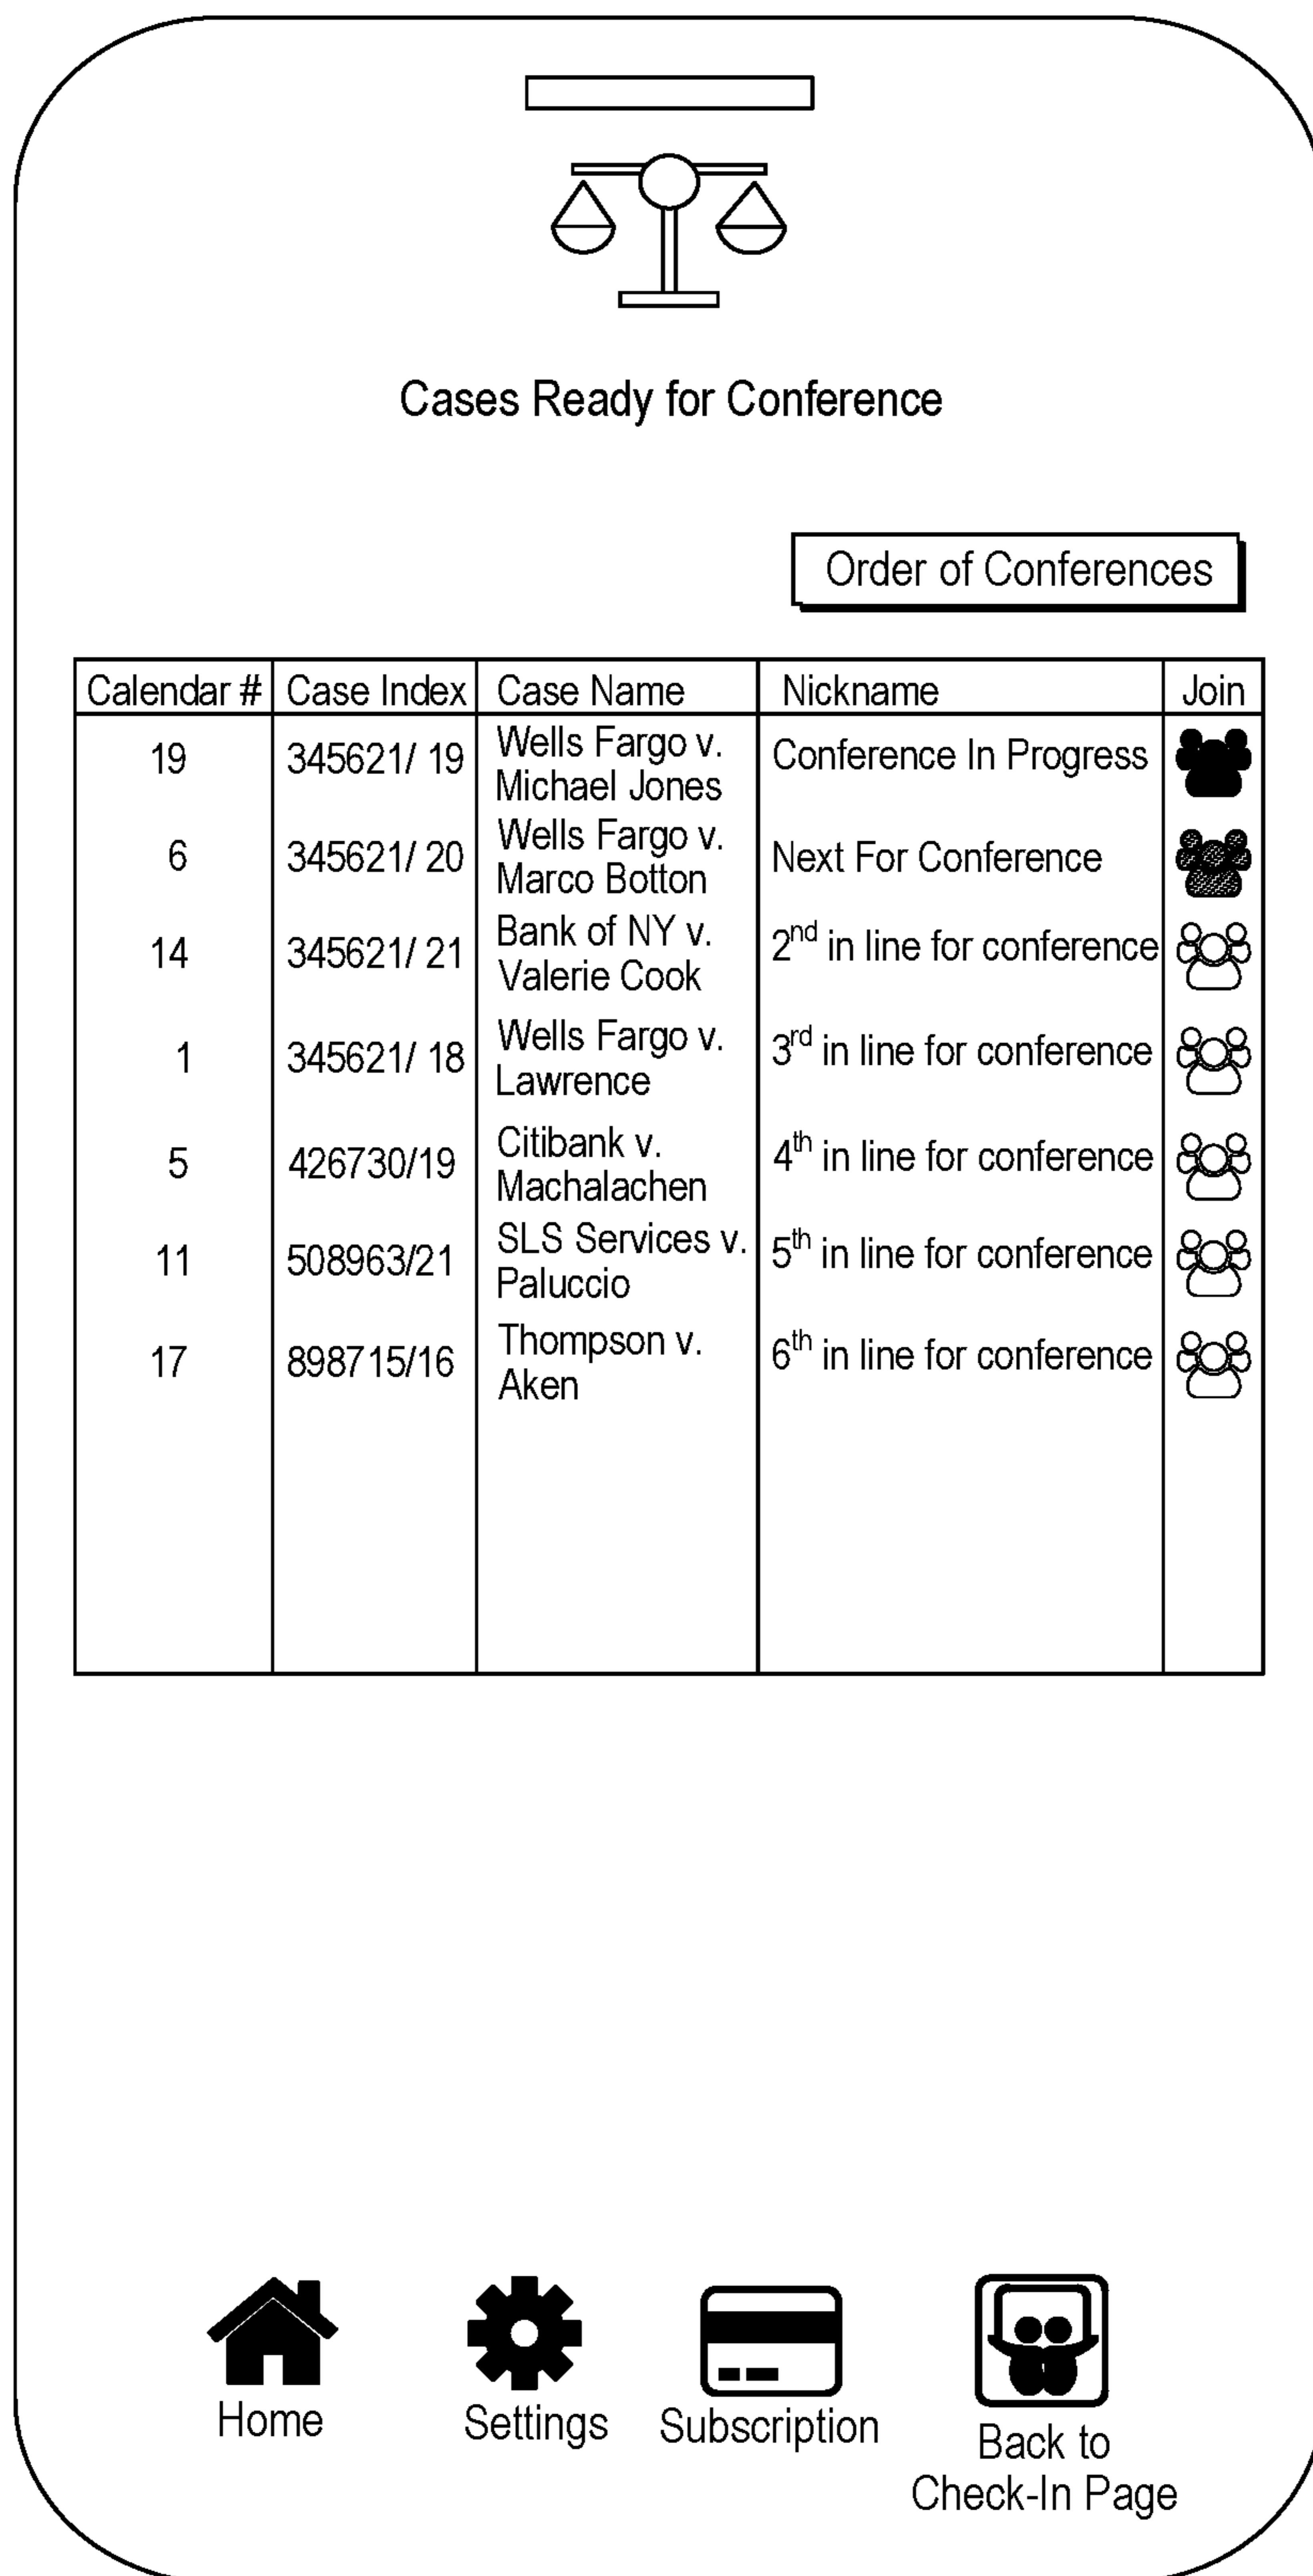 Cases Ready for Conference
Order of Conferences
Calendar # Case Index Case Name Nickname Join
19 345621/ 19 Wells Fargo v. Conference In Progress
Michael Jones
6 345621/ 20 Wells Fargo v. Next For Conference
Marco Botton
14 345621/ 21 Bank of NY v. 2nd in line for conference
Valerie Cook
1 345621/ 18 Wells Fargo v. 3rd in line for conference
Lawrence
5 426730/19 Citibank v. 4th in line for conference
Machalachen
11 508963/21 SLS Services v. 5th in line for conference
Paluccio
17 898715/16 Thompson v. 6th in line for conference
Aken
Home Settings Subscription Back to
Check-In Page